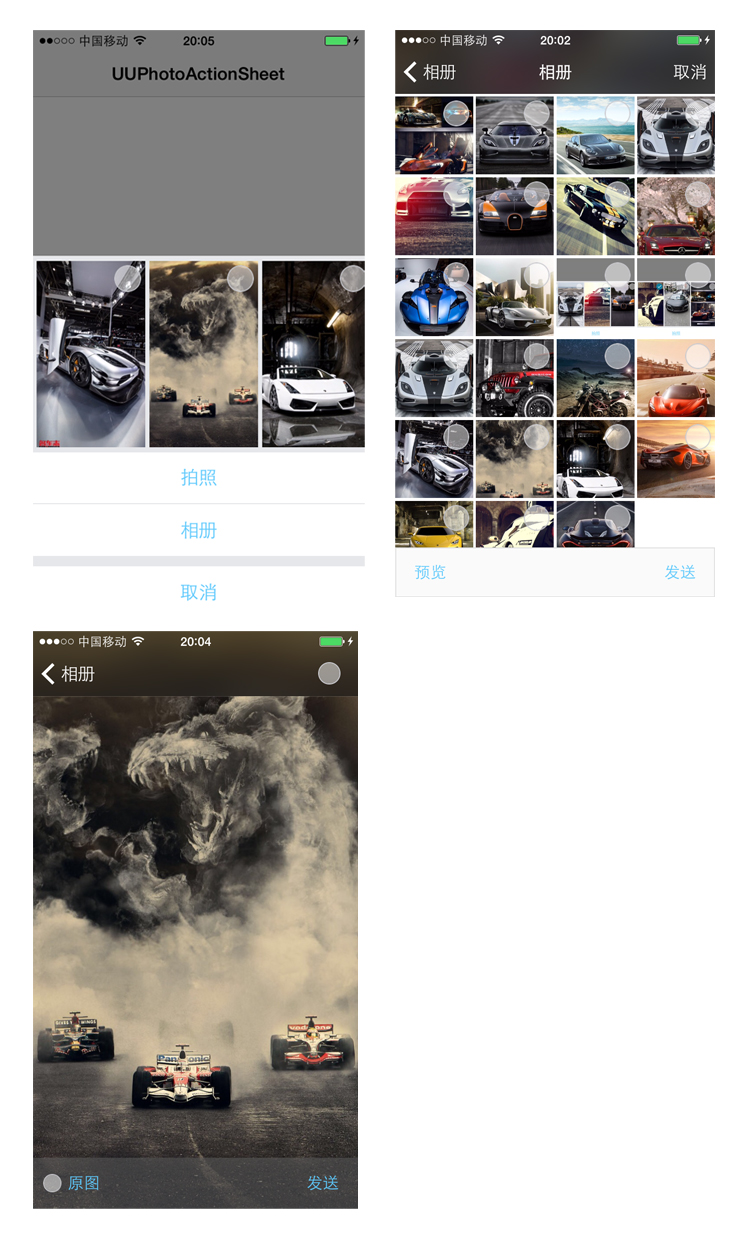 中国移动 20:05
UUPhotoActionSheet
拍照
相册
取消
中国移动 20:02
相册 相册 取消
预览 发送
中国移动 20:04
相册
Panasonic
vodafone
原图 发送